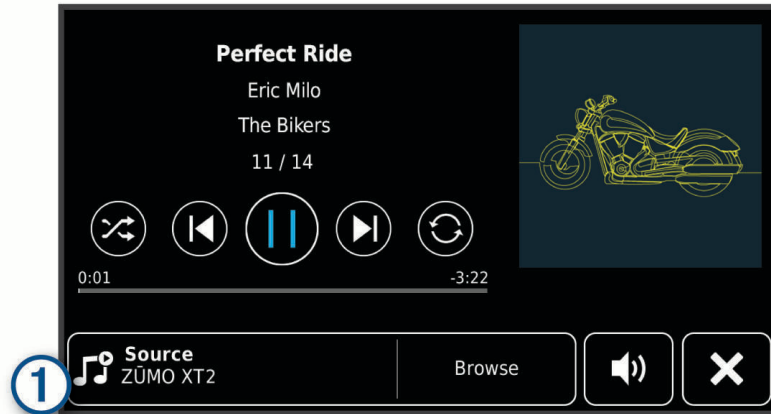 Perfect Ride
Eric Milo
The Bikers
11 / 14
0:01 -3:22
Source
ZŪMO XT2
Browse
1